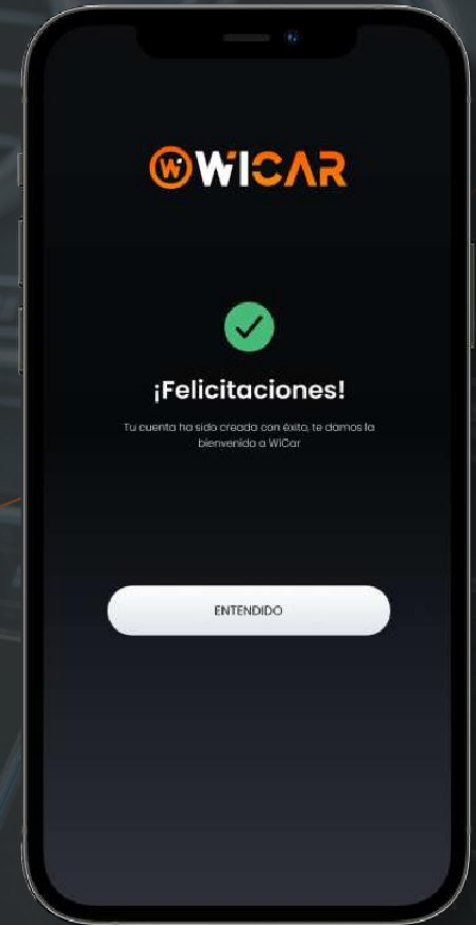 WICAR
¡Felicitaciones!
Tu cuenta ha sido creada con éxito, te damos la
bienvenida a WiCar
ENTENDIDO